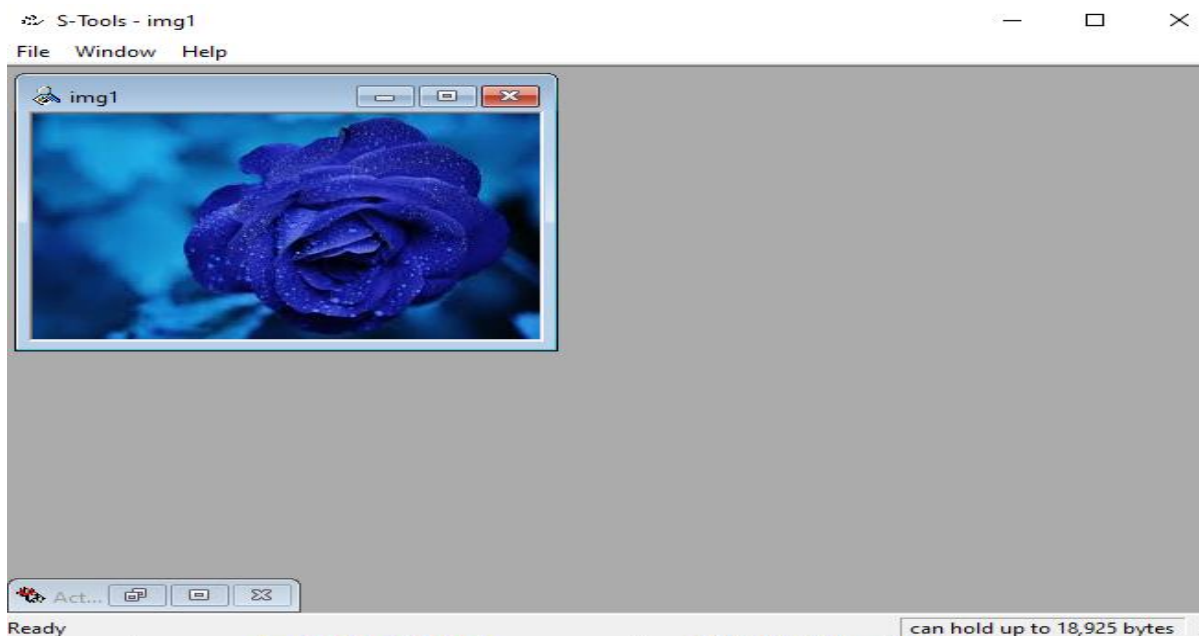 S-Tools - img1
File Window Help
img1
Act...
Ready
can hold up to 18,925 bytes